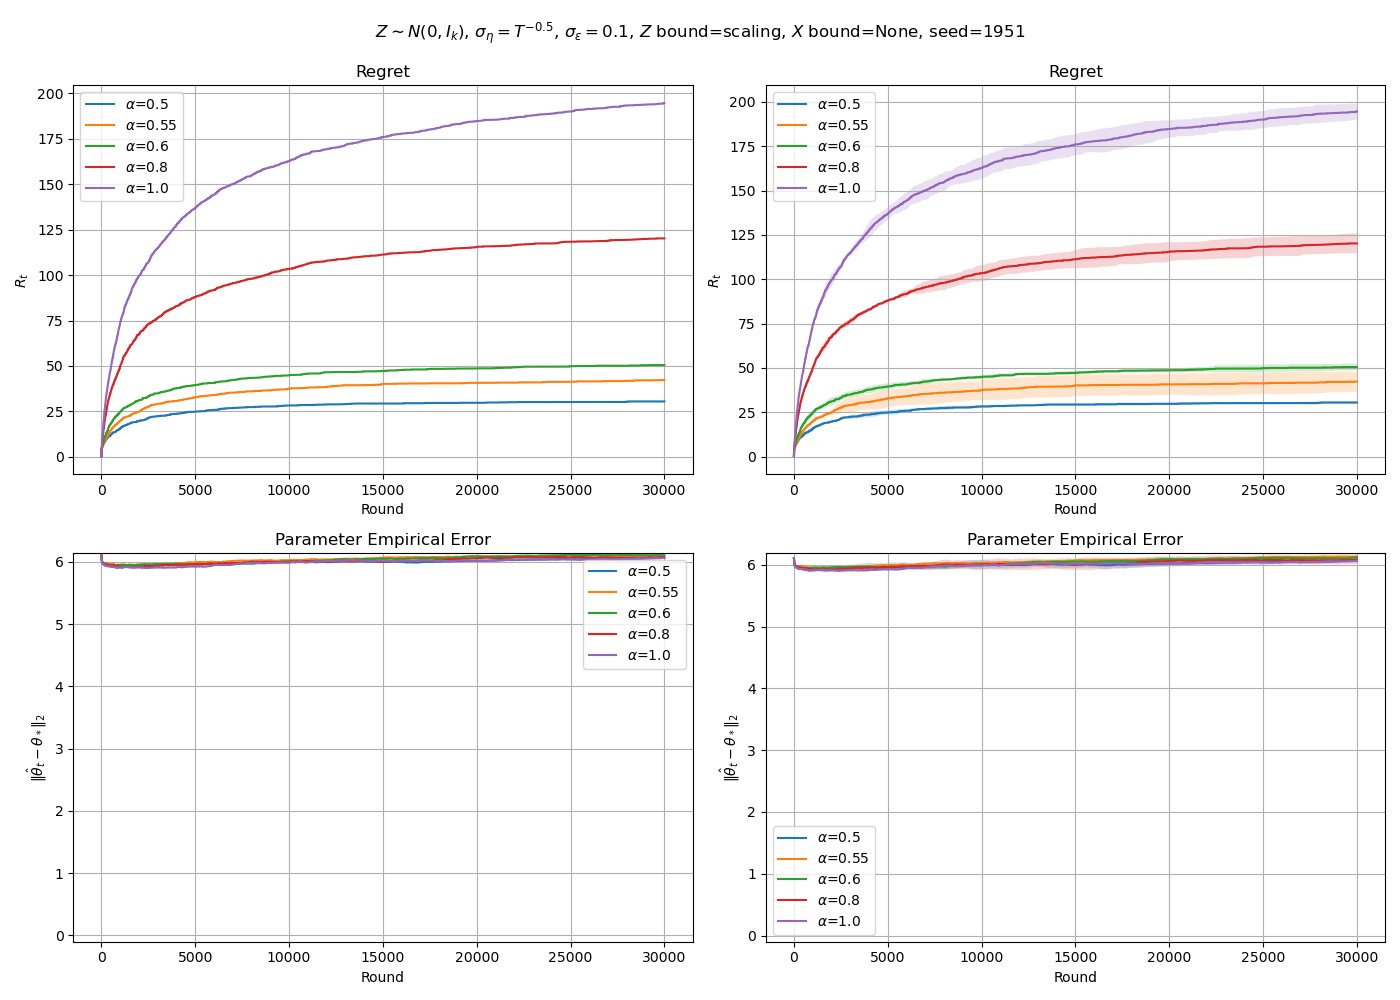 Z ~ N(0, I_k), σ_η = T^{-0.5}, σ_ε = 0.1, Z bound=scaling, X bound=None, seed=1951
Regret
200
175
150
125
100
75
50
25
0
R_t
α=0.5
α=0.55
α=0.6
α=0.8
α=1.0
0 5000 10000 15000 20000 25000 30000
Round
Regret
200
175
150
125
100
75
50
25
0
R_t
α=0.5
α=0.55
α=0.6
α=0.8
α=1.0
0 5000 10000 15000 20000 25000 30000
Round
Parameter Empirical Error
6
5
4
3
2
1
0
‖θ̂_t − θ_*‖_2
α=0.5
α=0.55
α=0.6
α=0.8
α=1.0
0 5000 10000 15000 20000 25000 30000
Round
Parameter Empirical Error
6
5
4
3
2
1
0
‖θ̂_t − θ_*‖_2
α=0.5
α=0.55
α=0.6
α=0.8
α=1.0
0 5000 10000 15000 20000 25000 30000
Round